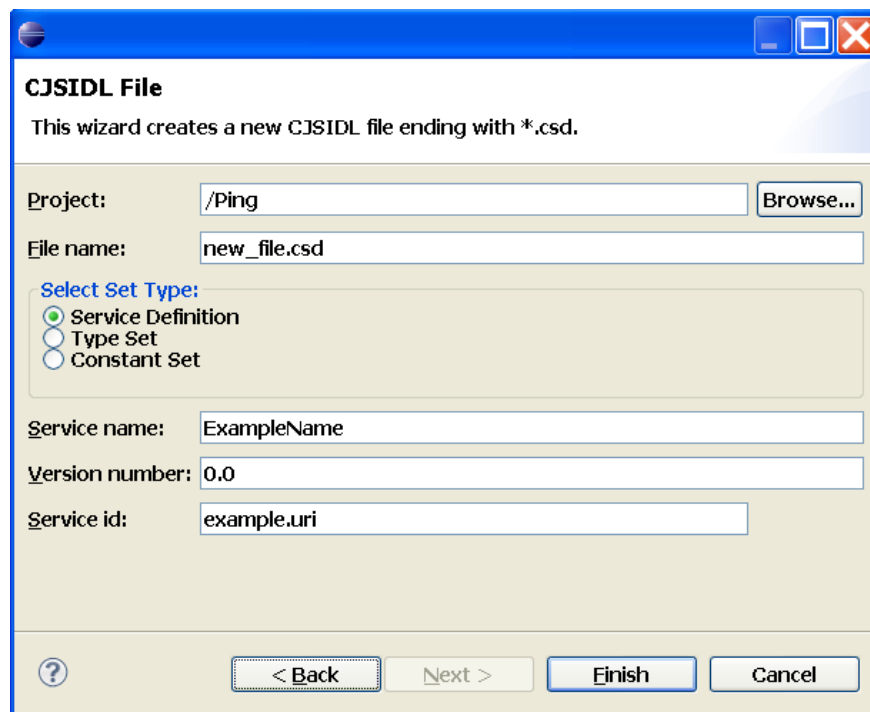 CJSIDL File
This wizard creates a new CJSIDL file ending with *.csd.
Project: /Ping Browse...
File name: new_file.csd
Select Set Type:
Service Definition
Type Set
Constant Set
Service name: ExampleName
Version number: 0.0
Service id: example.uri
? < Back Next > Finish Cancel